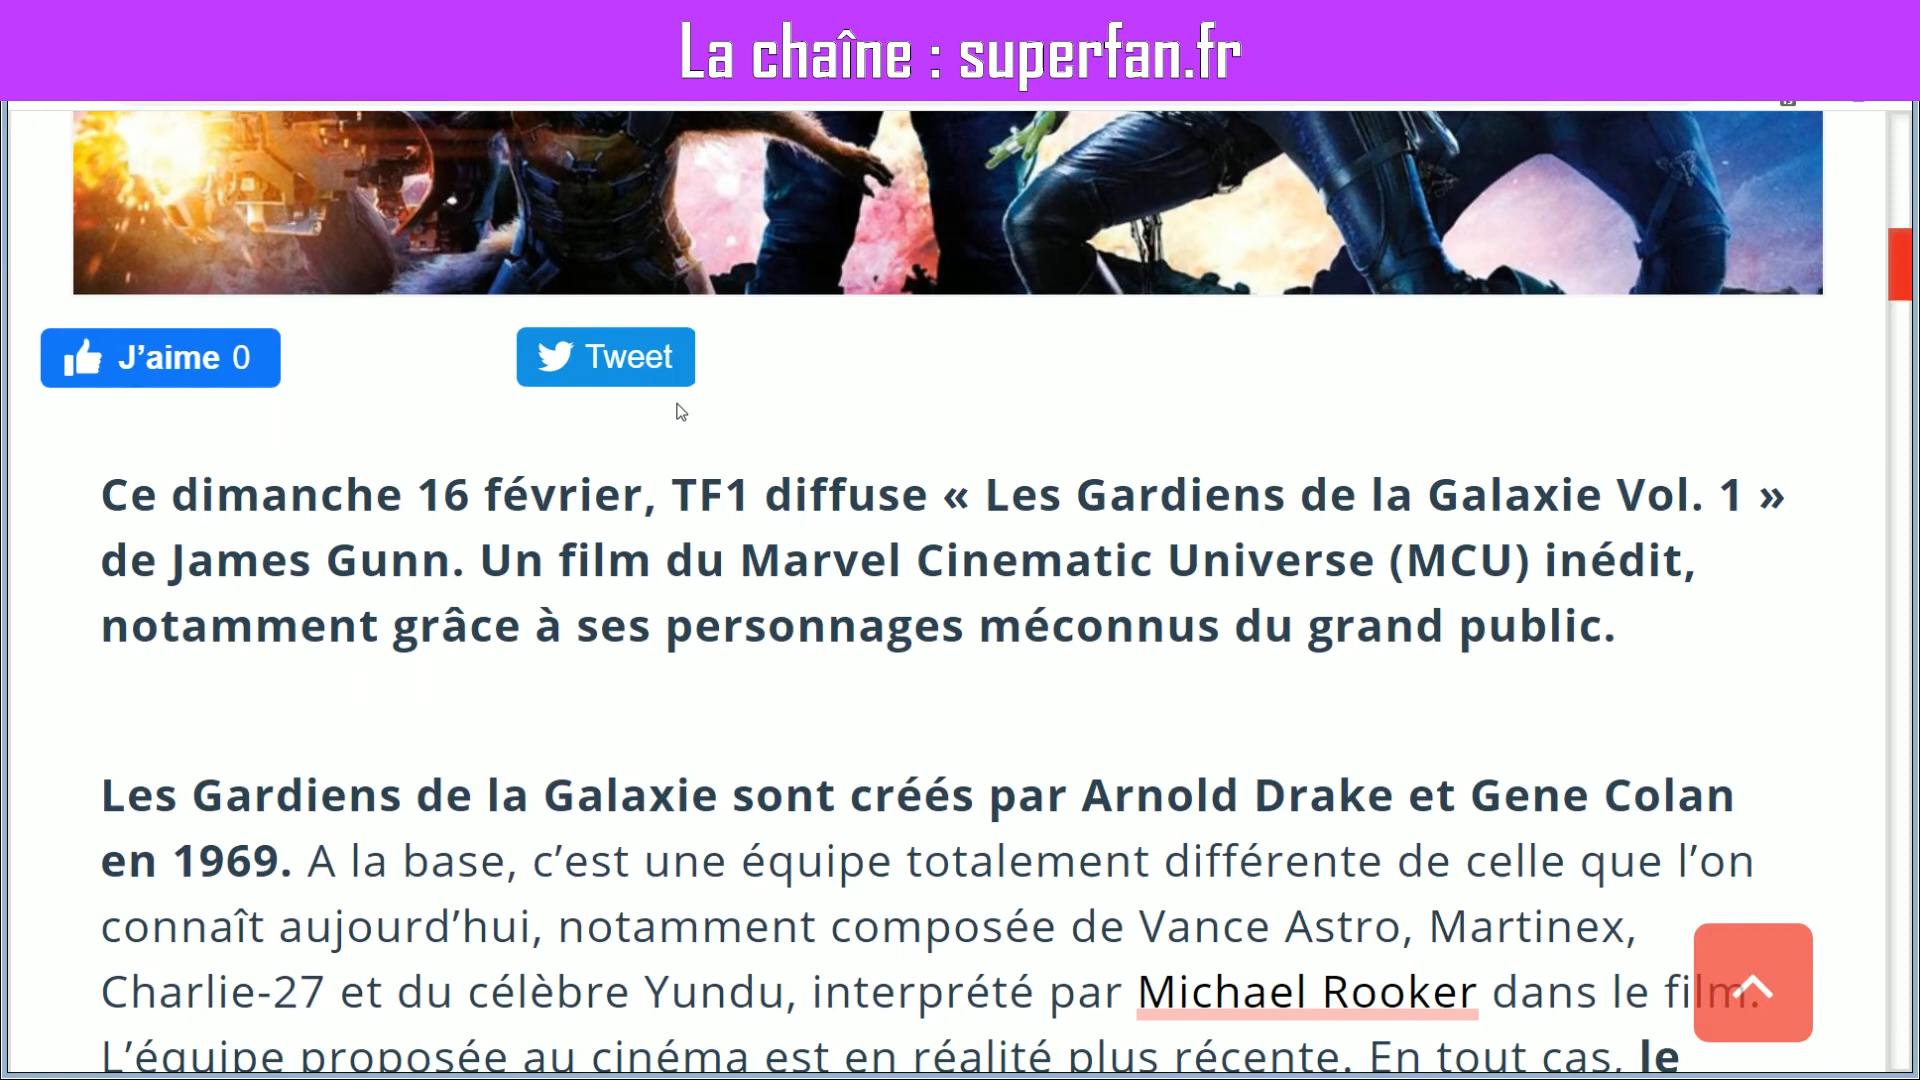 La chaîne : superfan.fr
J’aime 0
Tweet
Ce dimanche 16 février, TF1 diffuse « Les Gardiens de la Galaxie Vol. 1 »
de James Gunn. Un film du Marvel Cinematic Universe (MCU) inédit,
notamment grâce à ses personnages méconnus du grand public.
Les Gardiens de la Galaxie sont créés par Arnold Drake et Gene Colan
en 1969. A la base, c’est une équipe totalement différente de celle que l’on
connaît aujourd’hui, notamment composée de Vance Astro, Martinex,
Charlie-27 et du célèbre Yundu, interprété par Michael Rooker dans le film.
L’équipe proposée au cinéma est en réalité plus récente. En tout cas, le